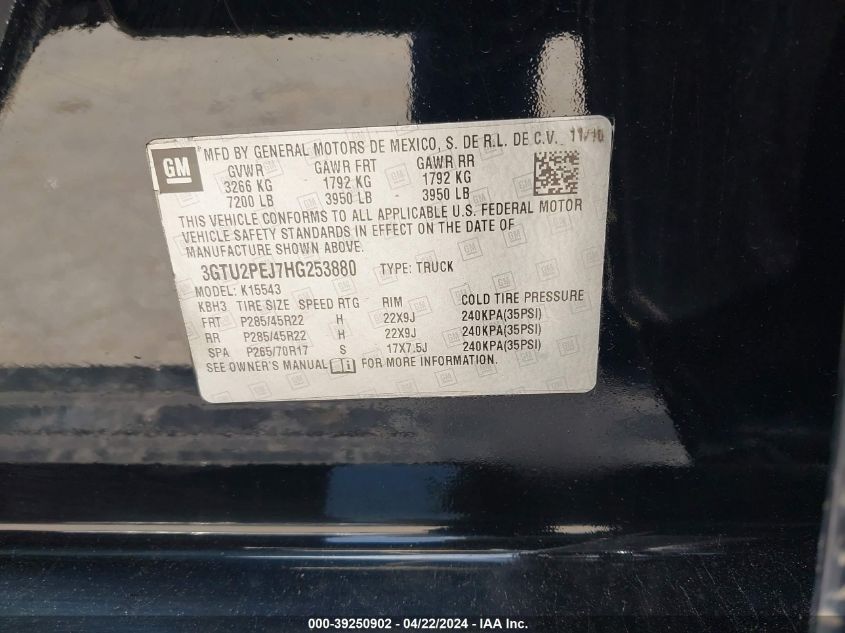 GM MFD BY GENERAL MOTORS DE MEXICO, S. DE R.L. DE C.V. 11/16
GVWR GAWR FRT GAWR RR
3266 KG 1792 KG 1792 KG
7200 LB - 3950 LB - 3950 LB
THIS VEHICLE CONFORMS TO ALL APPLICABLE U.S. FEDERAL MOTOR
VEHICLE SAFETY STANDARDS IN EFFECT ON THE DATE OF
MANUFACTURE SHOWN ABOVE.
3GTU2PEJ7HG253880 TYPE: TRUCK
MODEL: K15543
KBH3 TIRE SIZE SPEED RTG RIM COLD TIRE PRESSURE
FRT P285/45R22 H 22X9J 240KPA(35PSI)
RR P285/45R22 H 22X9J 240KPA(35PSI)
SPA P265/70R17 S 17X7.5J 240KPA(35PSI)
SEE OWNER'S MANUAL FOR MORE INFORMATION.
000-39250902 - 04/22/2024 - IAA Inc.